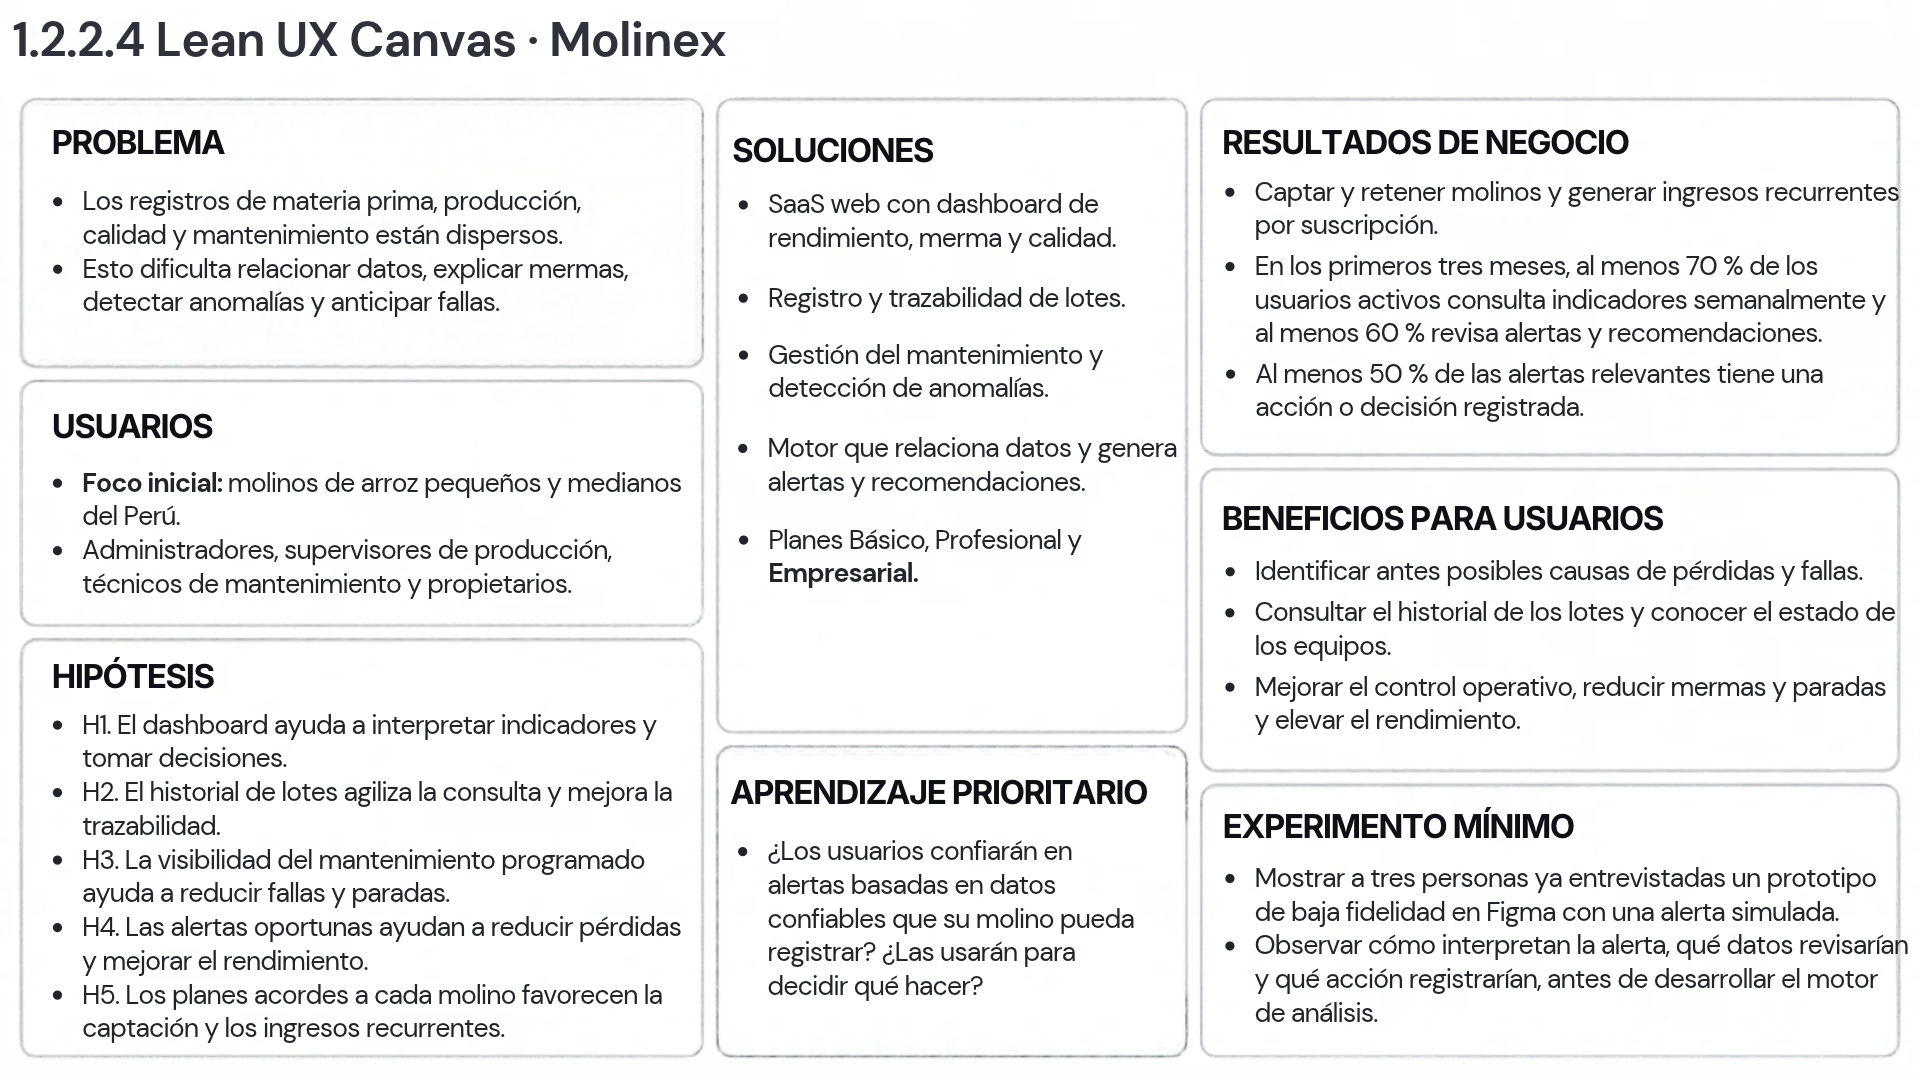 1.2.2.4 Lean UX Canvas · Molinex
PROBLEMA
• Los registros de materia prima, producción,
calidad y mantenimiento están dispersos.
• Esto dificulta relacionar datos, explicar mermas,
detectar anomalías y anticipar fallas.
USUARIOS
• Foco inicial: molinos de arroz pequeños y medianos
del Perú.
• Administradores, supervisores de producción,
técnicos de mantenimiento y propietarios.
HIPÓTESIS
• H1. El dashboard ayuda a interpretar indicadores y
tomar decisiones.
• H2. El historial de lotes agiliza la consulta y mejora la
trazabilidad.
• H3. La visibilidad del mantenimiento programado
ayuda a reducir fallas y paradas.
• H4. Las alertas oportunas ayudan a reducir pérdidas
y mejorar el rendimiento.
• H5. Los planes acordes a cada molino favorecen la
captación y los ingresos recurrentes.
SOLUCIONES
• SaaS web con dashboard de
rendimiento, merma y calidad.
• Registro y trazabilidad de lotes.
• Gestión del mantenimiento y
detección de anomalías.
• Motor que relaciona datos y genera
alertas y recomendaciones.
• Planes Básico, Profesional y
Empresarial.
APRENDIZAJE PRIORITARIO
• ¿Los usuarios confiarán en
alertas basadas en datos
confiables que su molino pueda
registrar? ¿Las usarán para
decidir qué hacer?
RESULTADOS DE NEGOCIO
• Captar y retener molinos y generar ingresos recurrentes
por suscripción.
• En los primeros tres meses, al menos 70 % de los
usuarios activos consulta indicadores semanalmente y
al menos 60 % revisa alertas y recomendaciones.
• Al menos 50 % de las alertas relevantes tiene una
acción o decisión registrada.
BENEFICIOS PARA USUARIOS
• Identificar antes posibles causas de pérdidas y fallas.
• Consultar el historial de los lotes y conocer el estado de
los equipos.
• Mejorar el control operativo, reducir mermas y paradas
y elevar el rendimiento.
EXPERIMENTO MÍNIMO
• Mostrar a tres personas ya entrevistadas un prototipo
de baja fidelidad en Figma con una alerta simulada.
• Observar cómo interpretan la alerta, qué datos revisarían
y qué acción registrarían, antes de desarrollar el motor
de análisis.